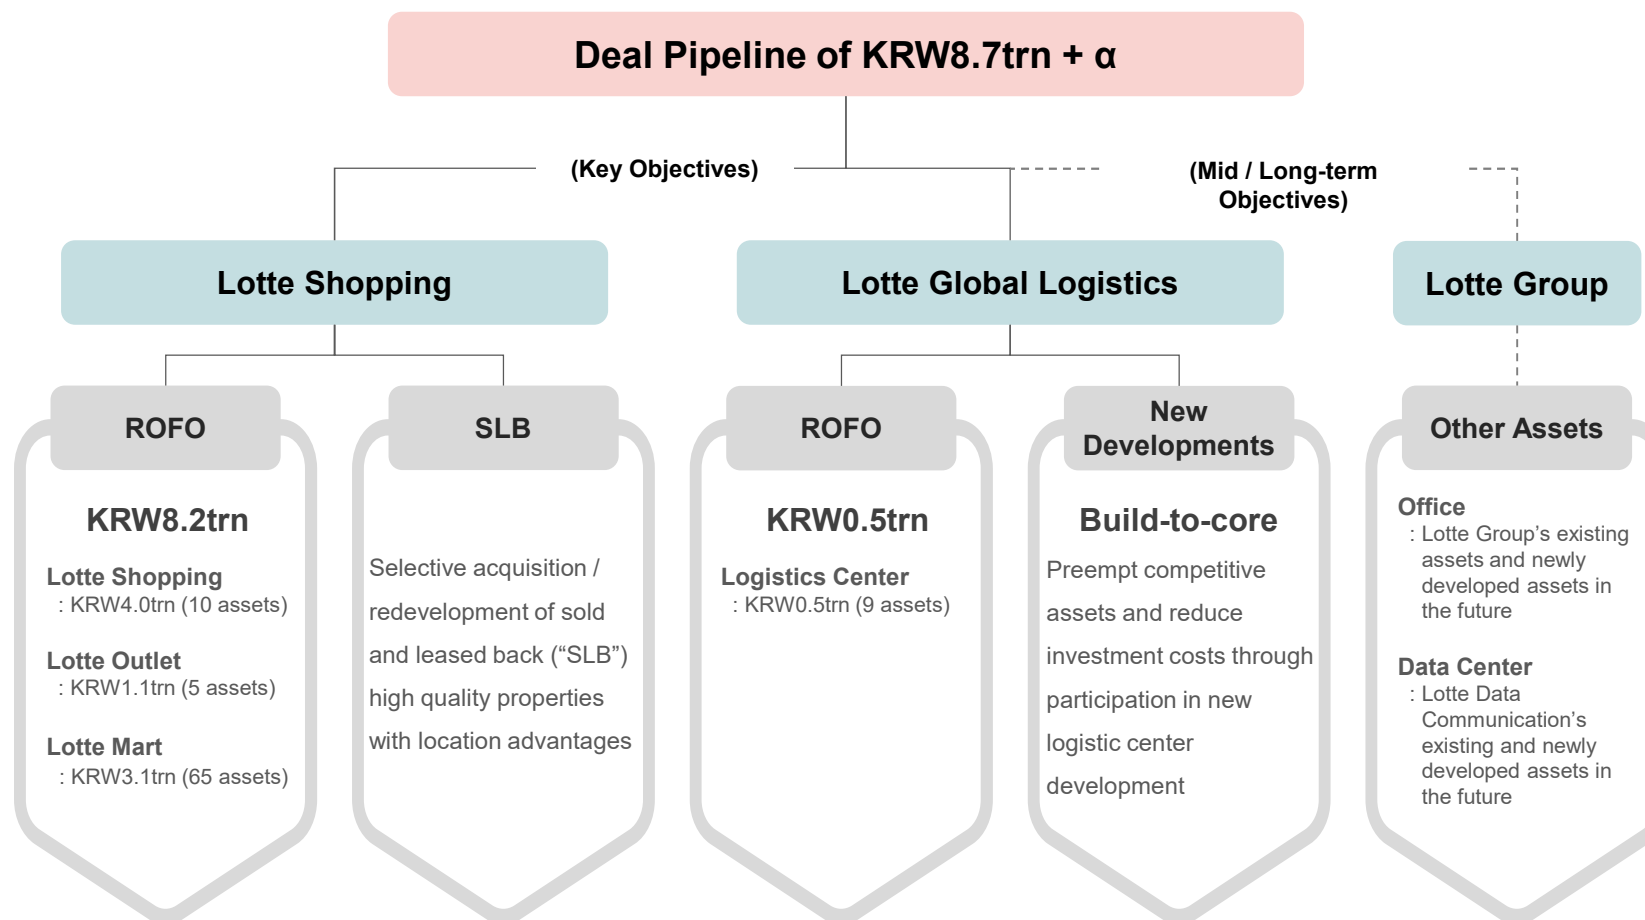 Deal Pipeline of KRW8.7trn + α
(Key Objectives)
(Mid / Long-term
Objectives)
Lotte Shopping
Lotte Global Logistics
Lotte Group
ROFO
KRW8.2trn
Lotte Shopping
: KRW4.0trn (10 assets)
Lotte Outlet
: KRW1.1trn (5 assets)
Lotte Mart
: KRW3.1trn (65 assets)
SLB
Selective acquisition /
redevelopment of sold
and leased back (“SLB”)
high quality properties
with location advantages
ROFO
KRW0.5trn
Logistics Center
: KRW0.5trn (9 assets)
New
Developments
Build-to-core
Preempt competitive
assets and reduce
investment costs through
participation in new
logistic center
development
Other Assets
Office
: Lotte Group’s existing
assets and newly
developed assets in
the future
Data Center
: Lotte Data
Communication’s
existing and newly
developed assets in
the future